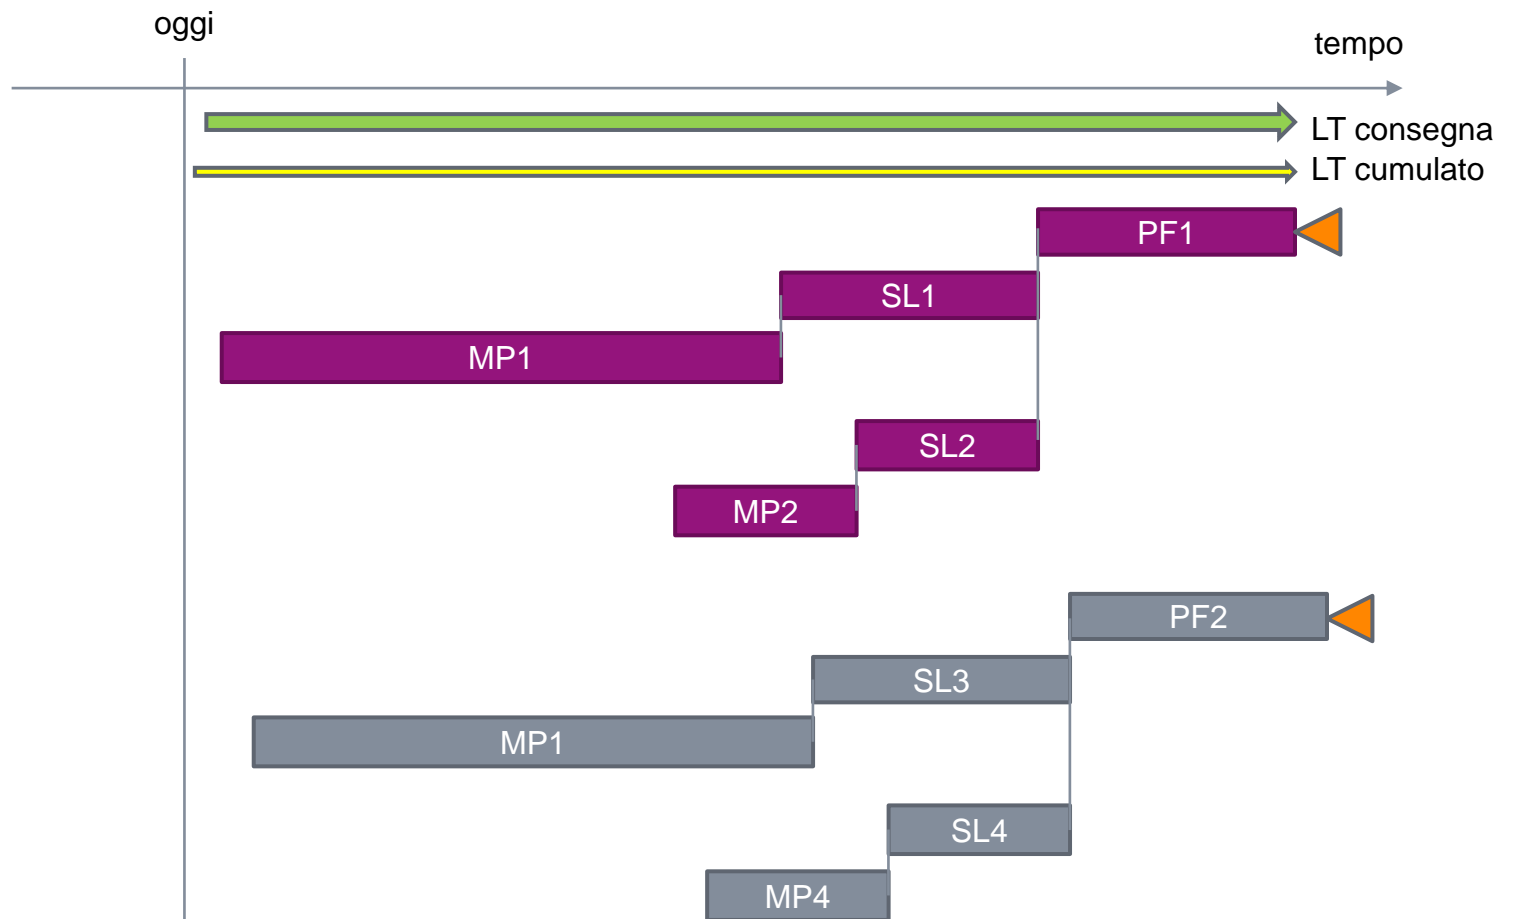 oggi
tempo
LT consegna
LT cumulato
PF1
SL1
MP1
SL2
MP2
PF2
SL3
MP1
SL4
MP4